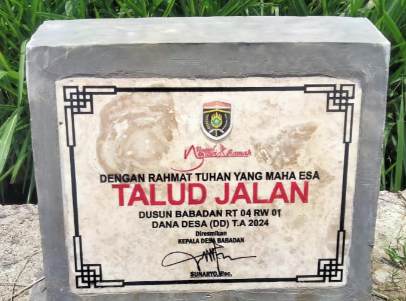 DENGAN RAHMAT TUHAN YANG MAHA ESA
TALUD JALAN
DUSUN BABADAN RT 04 RW 01
DANA DESA (DD) T.A 2024
Diresmikan
KEPALA DESA BABADAN